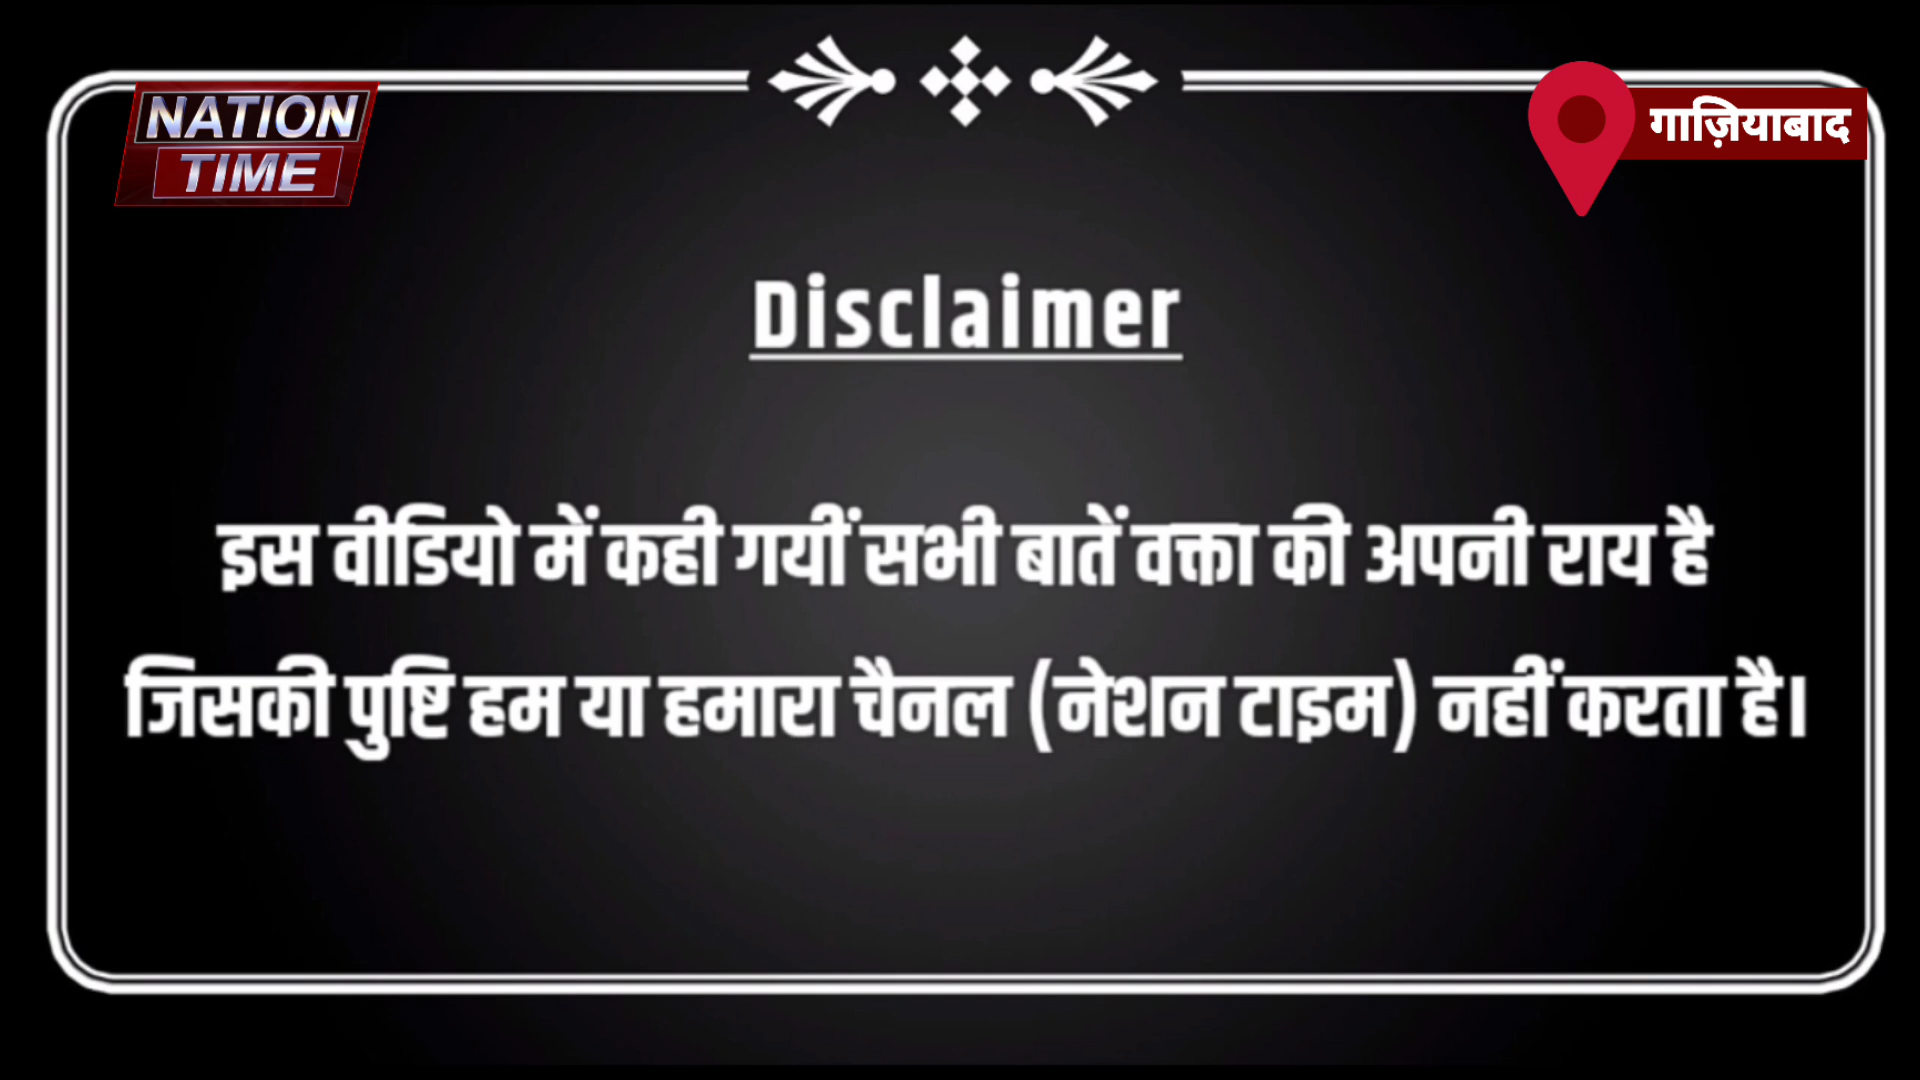 NATION
TIME
गाज़ियाबाद
Disclaimer
इस वीडियो में कही गयीं सभी बातें वक्ता की अपनी राय है
जिसकी पुष्टि हम या हमारा चैनल (नेशन टाइम) नहीं करता है।